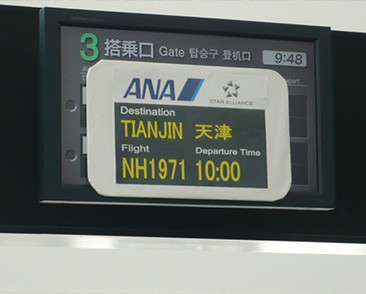 3 搭乗口 Gate 탑승구 登机口 9:48
ANA STAR ALLIANCE
Destination
TIANJIN 天津
Flight Departure Time
NH1971 10:00